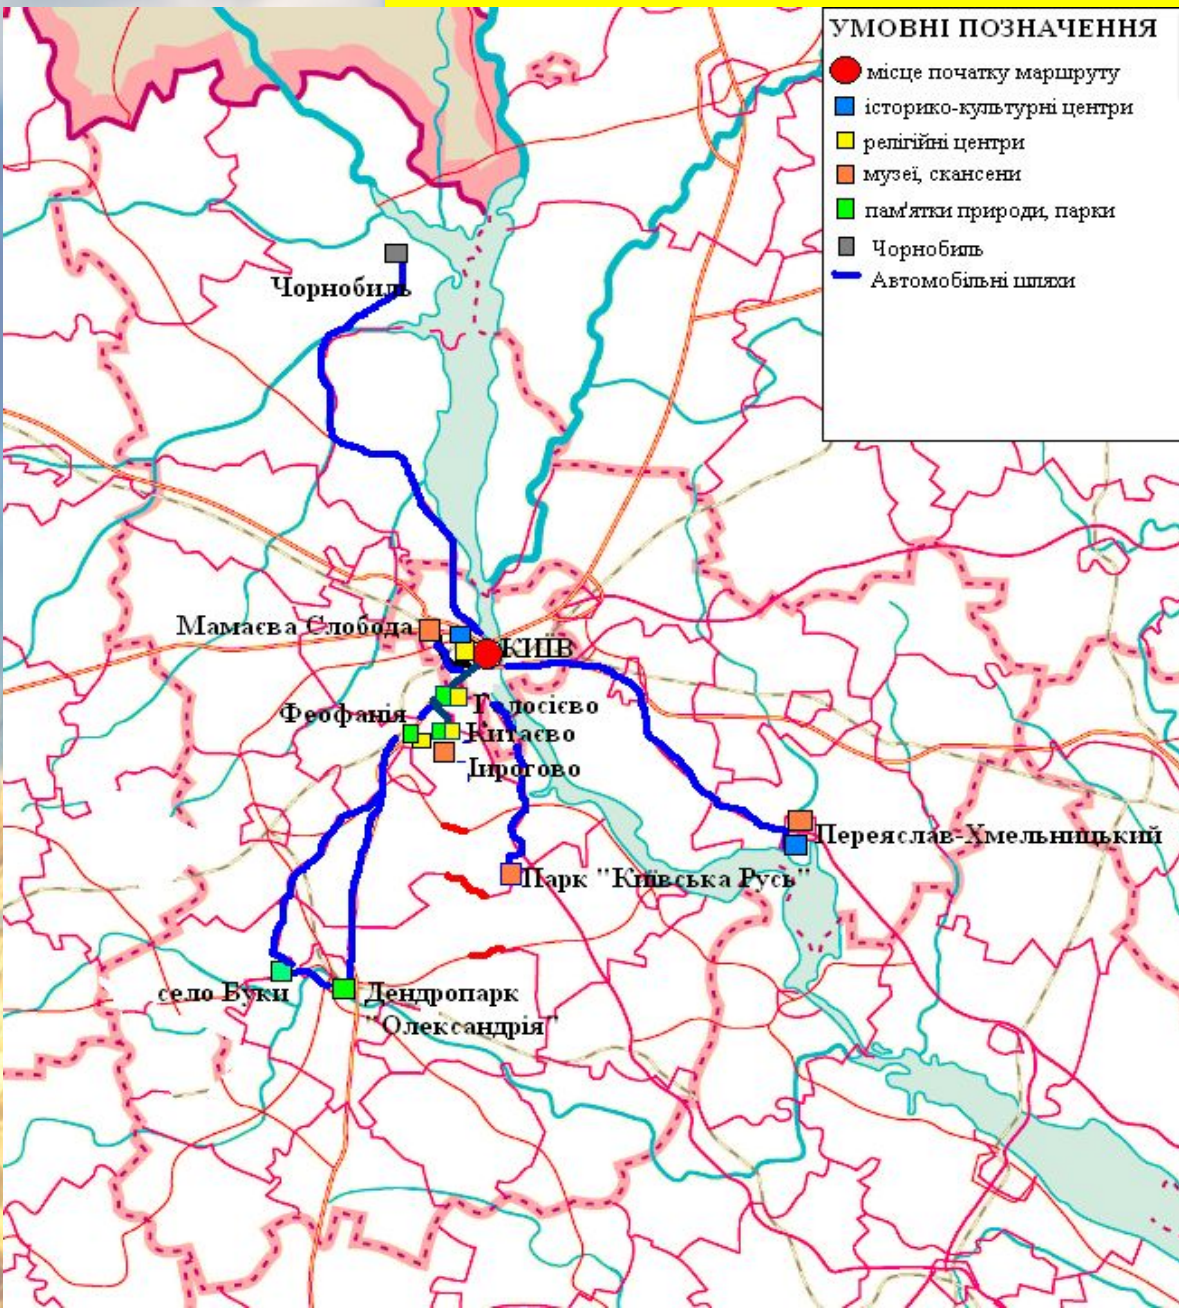 УМОВНІ ПОЗНАЧЕННЯ
місце початку маршруту
історико-культурні центри
релігійні центри
музеї, скансени
пам'ятки природи, парки
Чорнобиль
Автомобільні шляхи
Чорнобиль
Мамаєва Слобода
КИЇВ
Голосієво
Феофанія
Китаєво
Пирогово
Переяслав-Хмельницький
Парк "Київська Русь"
село Буки
Дендропарк
"Олександрія"